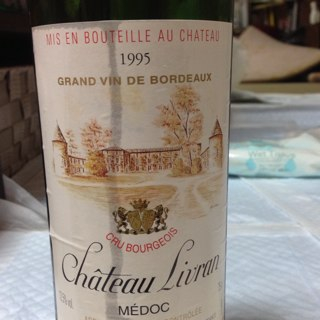 MIS EN BOUTEILLE AU CHATEAU
1995
GRAND VIN DE BORDEAUX
CRU BOURGEOIS
Château Livran
MÉDOC